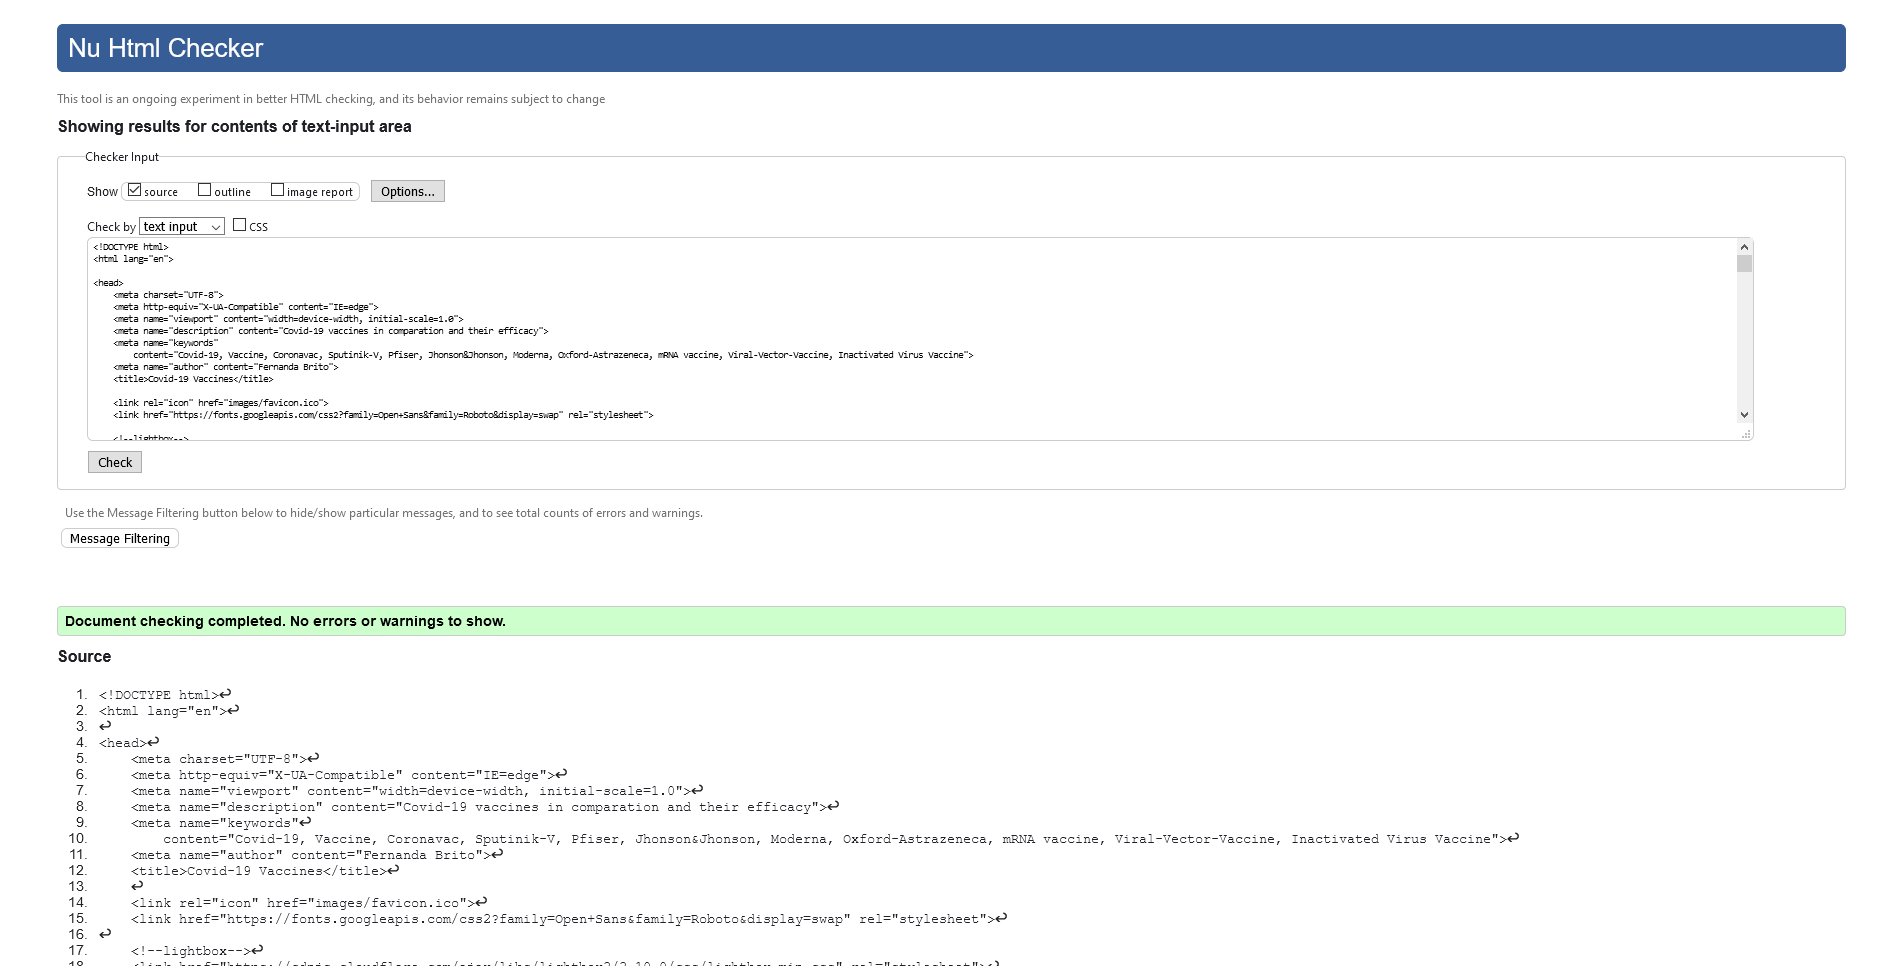 Nu Html Checker
This tool is an ongoing experiment in better HTML checking, and its behavior remains subject to change
Showing results for contents of text-input area
Checker Input
Show source outline image report Options...
Check by text input CSS
<!DOCTYPE html>
<html lang="en">
<head>
<meta charset="UTF-8">
<meta http-equiv="X-UA-Compatible" content="IE=edge">
<meta name="viewport" content="width=device-width, initial-scale=1.0">
<meta name="description" content="Covid-19 vaccines in comparation and their efficacy">
<meta name="keywords"
content="Covid-19, Vaccine, Coronavac, Sputinik-V, Pfiser, Jhonson&Jhonson, Moderna, Oxford-Astrazeneca, mRNA vaccine, Viral-Vector-Vaccine, Inactivated Virus Vaccine">
<meta name="author" content="Fernanda Brito">
<title>Covid-19 Vaccines</title>
<link rel="icon" href="images/favicon.ico">
<link href="https://fonts.googleapis.com/css2?family=Open+Sans&family=Roboto&display=swap" rel="stylesheet">
<!--lightbox-->
Check
Use the Message Filtering button below to hide/show particular messages, and to see total counts of errors and warnings.
Message Filtering
Document checking completed. No errors or warnings to show.
Source
1. <!DOCTYPE html>↩
2. <html lang="en">↩
3. ↩
4. <head>↩
5. <meta charset="UTF-8">↩
6. <meta http-equiv="X-UA-Compatible" content="IE=edge">↩
7. <meta name="viewport" content="width=device-width, initial-scale=1.0">↩
8. <meta name="description" content="Covid-19 vaccines in comparation and their efficacy">↩
9. <meta name="keywords"↩
10. content="Covid-19, Vaccine, Coronavac, Sputinik-V, Pfiser, Jhonson&Jhonson, Moderna, Oxford-Astrazeneca, mRNA vaccine, Viral-Vector-Vaccine, Inactivated Virus Vaccine">↩
11. <meta name="author" content="Fernanda Brito">↩
12. <title>Covid-19 Vaccines</title>↩
13. ↩
14. <link rel="icon" href="images/favicon.ico">↩
15. <link href="https://fonts.googleapis.com/css2?family=Open+Sans&family=Roboto&display=swap" rel="stylesheet">↩
16. ↩
17. <!--lightbox-->↩